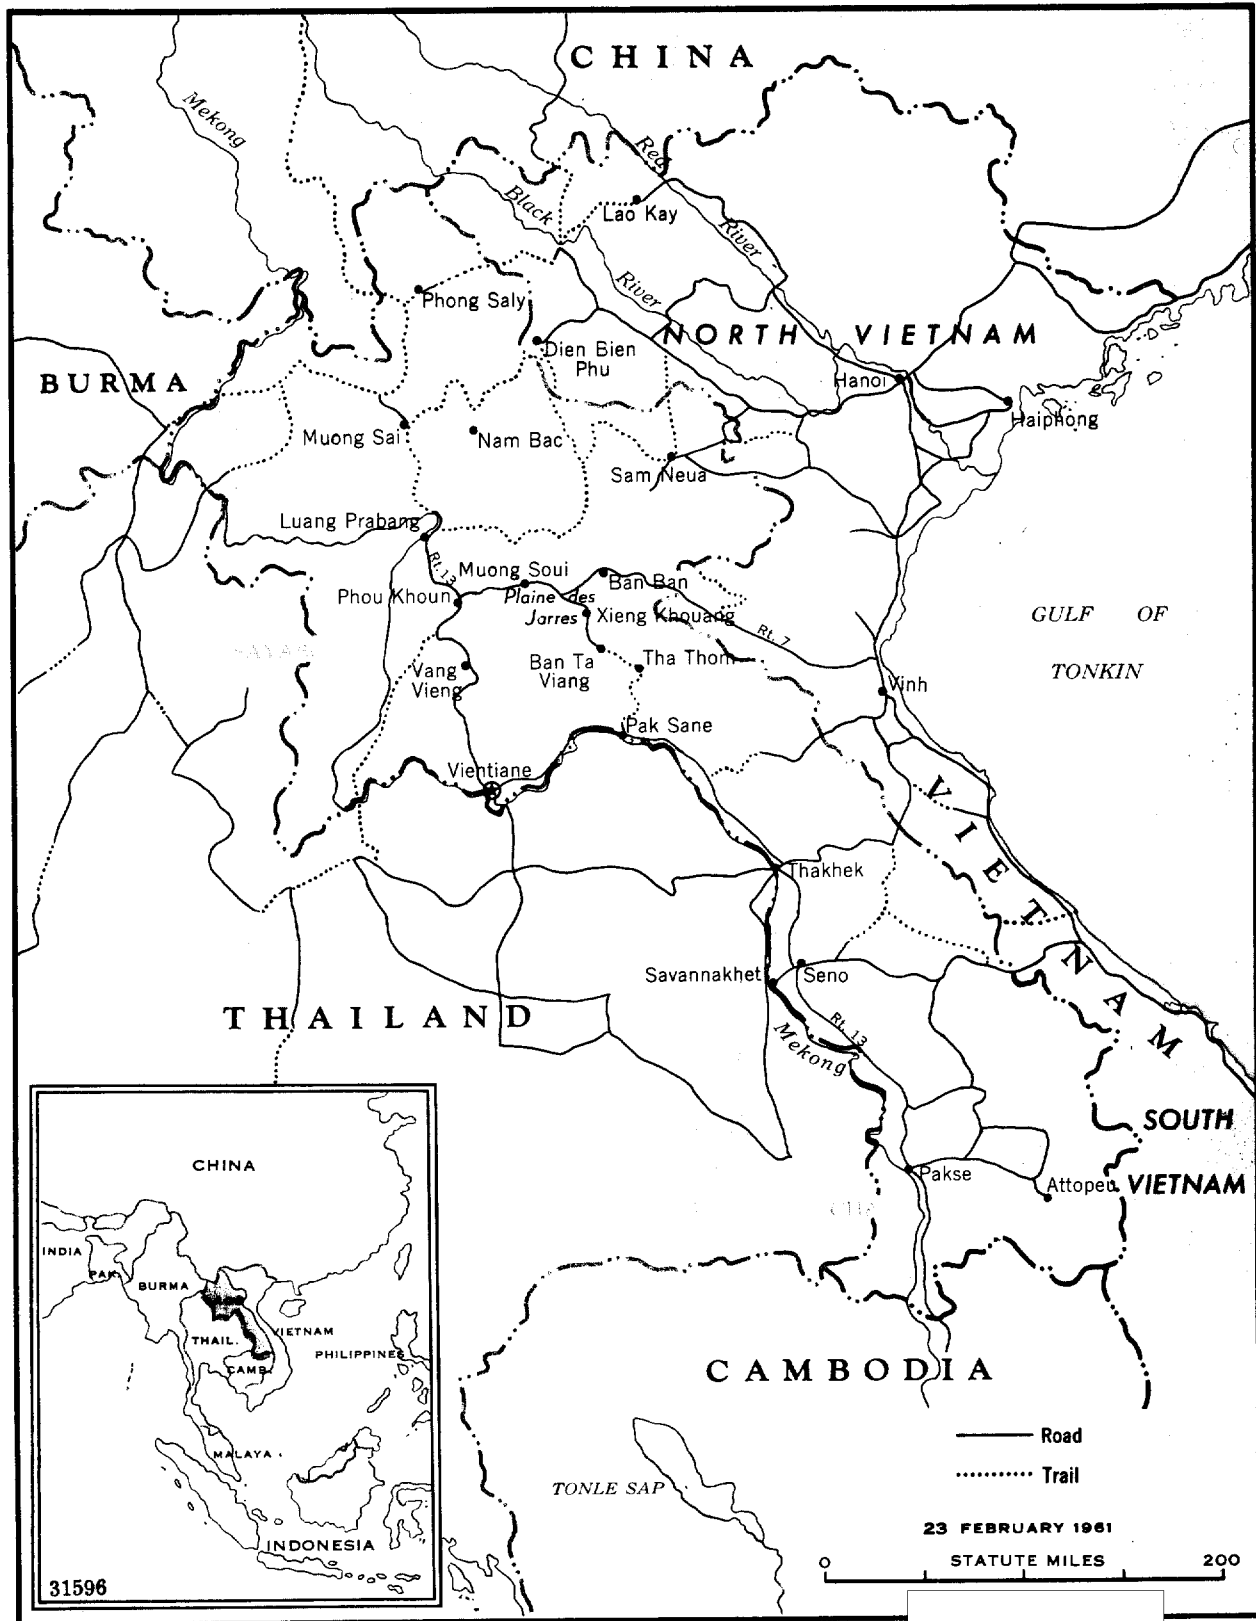 CHINA
Mekong
Red
Black
Lao Kay
River
River
Phong Saly
NORTH VIETNAM
Dien Bien
Phu
BURMA
Hanoi
Haiphong
Muong Sai
Nam Bac
Sam Neua
Luang Prabang
Rt. 13
Muong Soui
Ban Ban
Phou Khoun
Plaine des
Jarres
Xieng Khouang
GULF OF
TONKIN
Rt. 7
Vang
Vieng
Ban Ta
Viang
Tha Thom
Vinh
Pak Sane
Vientiane
VIETNAM
Thakhek
Savannakhet
Seno
THAILAND
Rt. 13
Mekong
SOUTH
VIETNAM
Pakse
Attopeu
CAMBODIA
TONLE SAP
CHINA
INDIA
PAK.
BURMA
THAIL.
VIETNAM
CAMB.
PHILIPPINES
MALAYA
INDONESIA
31596
Road
Trail
23 FEBRUARY 1961
STATUTE MILES
0 200